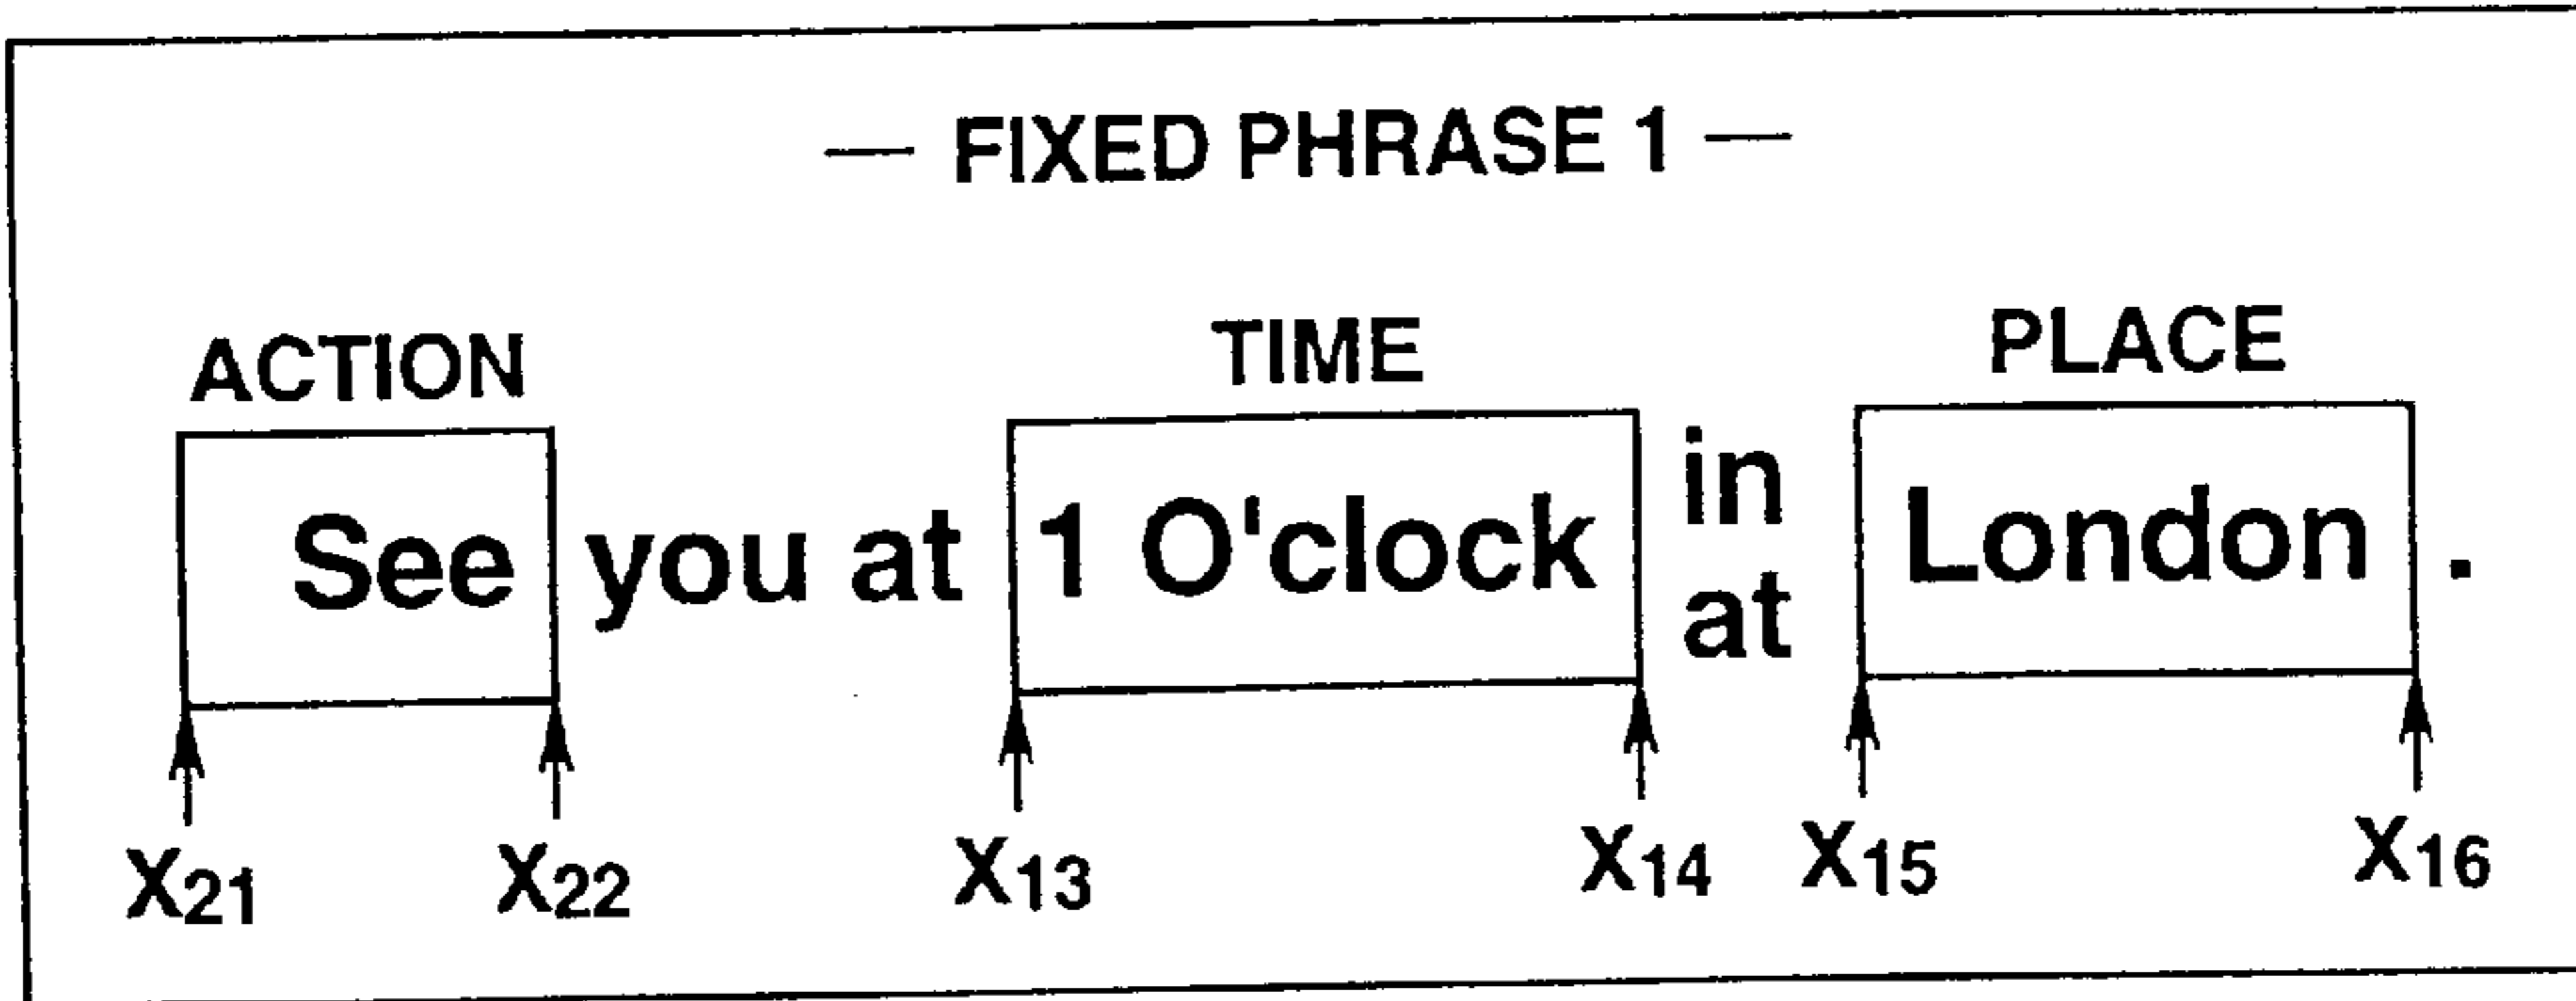 — FIXED PHRASE 1 —
ACTION TIME PLACE
See you at 1 O'clock in at London .
X21 X22 X13 X14 X15 X16